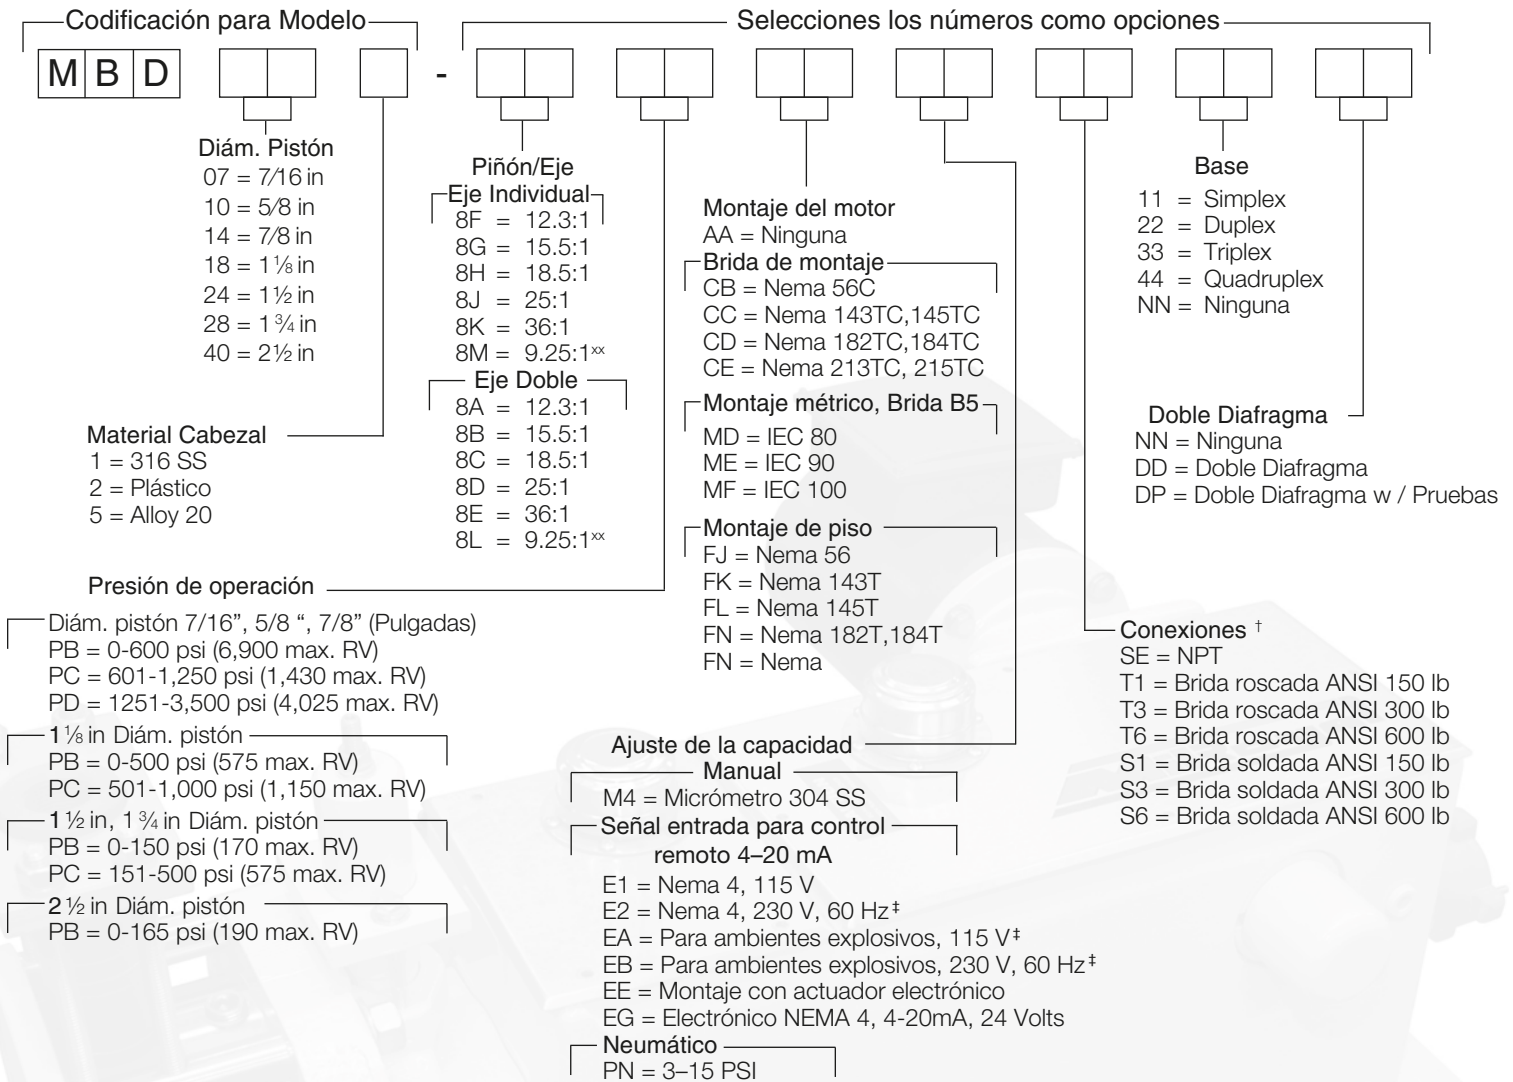 Codificación para Modelo
Selecciones los números como opciones
M B D -
Diám. Pistón
07 = 7/16 in
10 = 5/8 in
14 = 7/8 in
18 = 1 1/8 in
24 = 1 1/2 in
28 = 1 3/4 in
40 = 2 1/2 in
Material Cabezal
1 = 316 SS
2 = Plástico
5 = Alloy 20
Piñón/Eje
Eje Individual
8F = 12.3:1
8G = 15.5:1
8H = 18.5:1
8J = 25:1
8K = 36:1
8M = 9.25:1xx
Eje Doble
8A = 12.3:1
8B = 15.5:1
8C = 18.5:1
8D = 25:1
8E = 36:1
8L = 9.25:1xx
Presión de operación
Diám. pistón 7/16”, 5/8 “, 7/8” (Pulgadas)
PB = 0-600 psi (6,900 max. RV)
PC = 601-1,250 psi (1,430 max. RV)
PD = 1251-3,500 psi (4,025 max. RV)
1 1/8 in Diám. pistón
PB = 0-500 psi (575 max. RV)
PC = 501-1,000 psi (1,150 max. RV)
1 1/2 in, 1 3/4 in Diám. pistón
PB = 0-150 psi (170 max. RV)
PC = 151-500 psi (575 max. RV)
2 1/2 in Diám. pistón
PB = 0-165 psi (190 max. RV)
Montaje del motor
AA = Ninguna
Brida de montaje
CB = Nema 56C
CC = Nema 143TC,145TC
CD = Nema 182TC,184TC
CE = Nema 213TC, 215TC
Montaje métrico, Brida B5
MD = IEC 80
ME = IEC 90
MF = IEC 100
Montaje de piso
FJ = Nema 56
FK = Nema 143T
FL = Nema 145T
FN = Nema 182T,184T
FN = Nema
Ajuste de la capacidad
Manual
M4 = Micrómetro 304 SS
Señal entrada para control
remoto 4–20 mA
E1 = Nema 4, 115 V
E2 = Nema 4, 230 V, 60 Hz‡
EA = Para ambientes explosivos, 115 V‡
EB = Para ambientes explosivos, 230 V, 60 Hz‡
EE = Montaje con actuador electrónico
EG = Electrónico NEMA 4, 4-20mA, 24 Volts
Neumático
PN = 3–15 PSI
Conexiones †
SE = NPT
T1 = Brida roscada ANSI 150 lb
T3 = Brida roscada ANSI 300 lb
T6 = Brida roscada ANSI 600 lb
S1 = Brida soldada ANSI 150 lb
S3 = Brida soldada ANSI 300 lb
S6 = Brida soldada ANSI 600 lb
Base
11 = Simplex
22 = Duplex
33 = Triplex
44 = Quadruplex
NN = Ninguna
Doble Diafragma
NN = Ninguna
DD = Doble Diafragma
DP = Doble Diafragma w / Pruebas